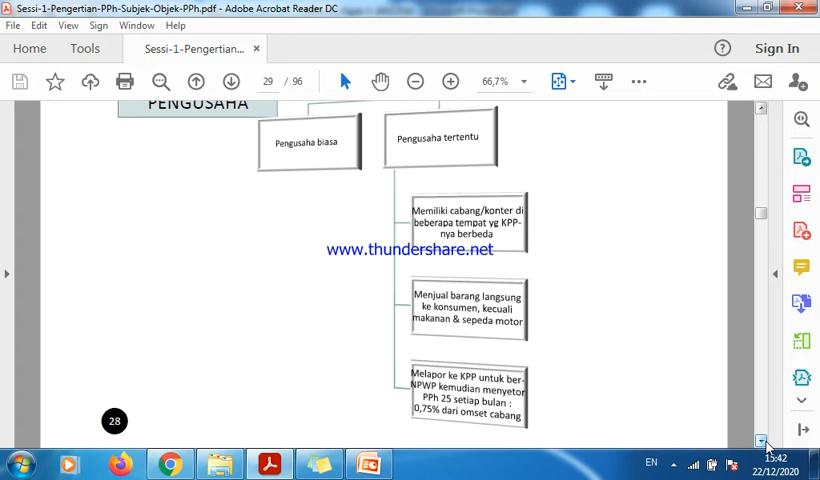 Sessi-1-Pengertian-PPh-Subjek-Objek-PPh.pdf - Adobe Acrobat Reader DC
File Edit View Sign Window Help
Home Tools Sessi-1-Pengertian... × Sign In
29 / 96 66,7%
PENGUSAHA
Pengusaha biasa
Pengusaha tertentu
Memiliki cabang/konter di
beberapa tempat yg KPP-
nya berbeda
www.thundershare.net
Menjual barang langsung
ke konsumen, kecuali
makanan & sepeda motor
Melapor ke KPP untuk ber-
NPWP kemudian menyetor
PPh 25 setiap bulan :
0,75% dari omset cabang
28
EN
15:42
22/12/2020